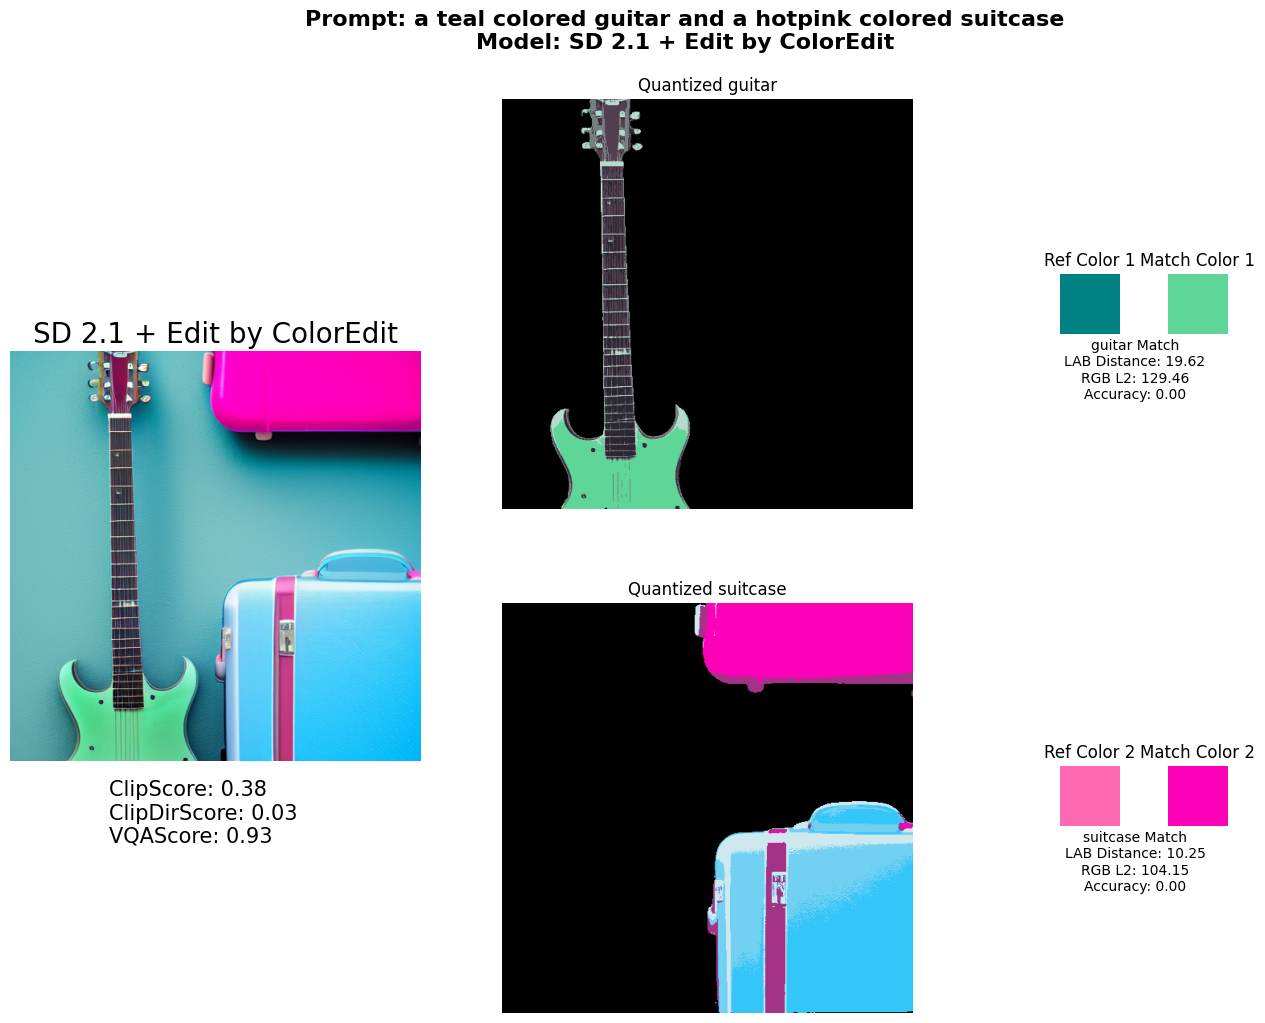 Prompt: a teal colored guitar and a hotpink colored suitcase
Model: SD 2.1 + Edit by ColorEdit
Quantized guitar
Ref Color 1 Match Color 1
guitar Match
LAB Distance: 19.62
RGB L2: 129.46
Accuracy: 0.00
SD 2.1 + Edit by ColorEdit
ClipScore: 0.38
ClipDirScore: 0.03
VQAScore: 0.93
Quantized suitcase
Ref Color 2 Match Color 2
suitcase Match
LAB Distance: 10.25
RGB L2: 104.15
Accuracy: 0.00